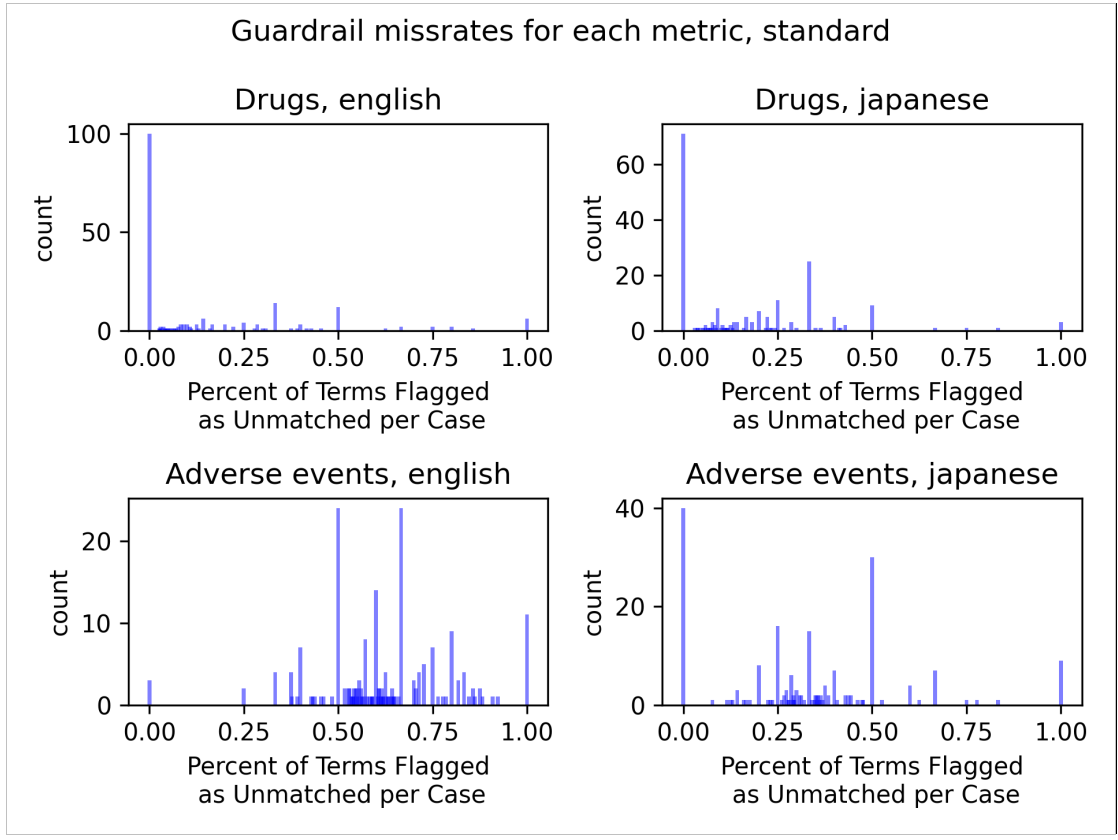 Guardrail missrates for each metric, standard
Drugs, english
count
100
50
0
0.00 0.25 0.50 0.75 1.00
Percent of Terms Flagged
as Unmatched per Case
Drugs, japanese
count
60
40
20
0
0.00 0.25 0.50 0.75 1.00
Percent of Terms Flagged
as Unmatched per Case
Adverse events, english
count
20
10
0
0.00 0.25 0.50 0.75 1.00
Percent of Terms Flagged
as Unmatched per Case
Adverse events, japanese
count
40
20
0
0.00 0.25 0.50 0.75 1.00
Percent of Terms Flagged
as Unmatched per Case